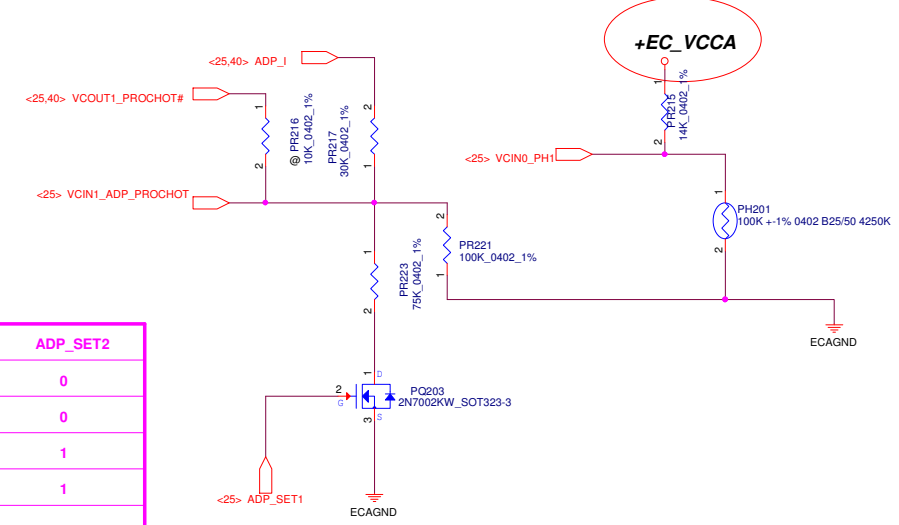 +EC_VCCA
<25,40> ADP_I
1
PR215
14K_0402_1%
2
<25,40> VCOUT1_PROCHOT#
1
2
@ PR216
10K_0402_1%
PR217
30K_0402_1%
2
1
<25> VCIN0_PH1
<25> VCIN1_ADP_PROCHOT
1
2
PH201
100K +-1% 0402 B25/50 4250K
2
1
PR221
100K_0402_1%
1
2
PR223
75K_0402_1%
ECAGND
ADP_SET2
0
0
1
1
1
D
2
G
3
S
PQ203
2N7002KW_SOT323-3
<25> ADP_SET1
ECAGND